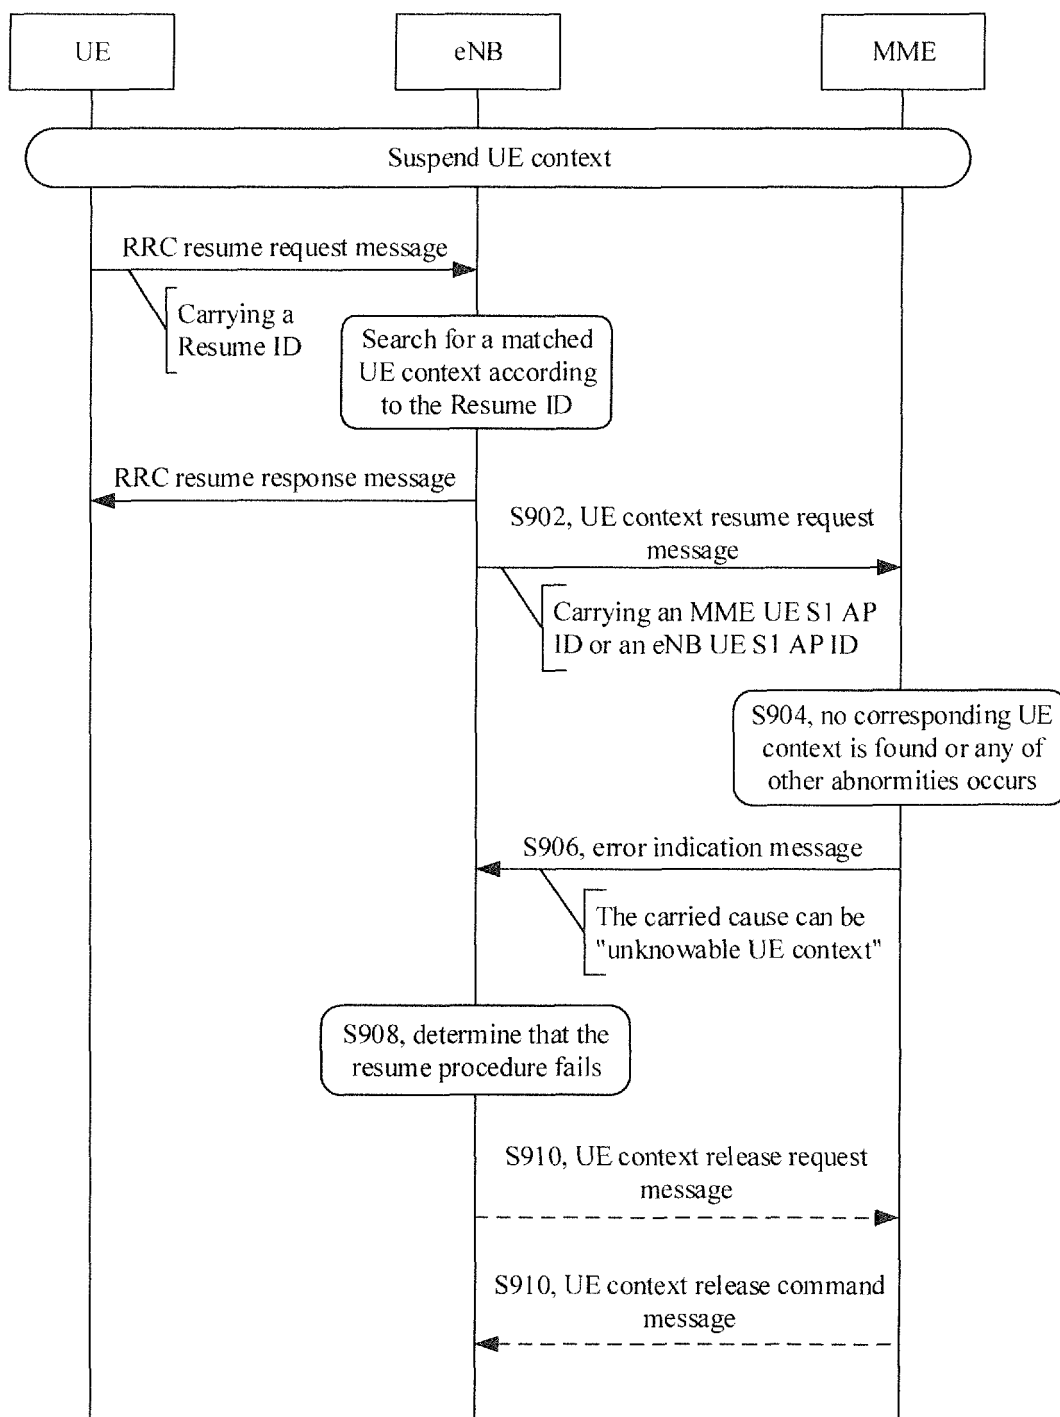 UE
eNB
MME
Suspend UE context
RRC resume request message
Carrying a
Resume ID
Search for a matched
UE context according
to the Resume ID
RRC resume response message
S902, UE context resume request
message
Carrying an MME UE S1 AP
ID or an eNB UE S1 AP ID
S904, no corresponding UE
context is found or any of
other abnormities occurs
S906, error indication message
The carried cause can be
"unknowable UE context"
S908, determine that the
resume procedure fails
S910, UE context release request
message
S910, UE context release command
message